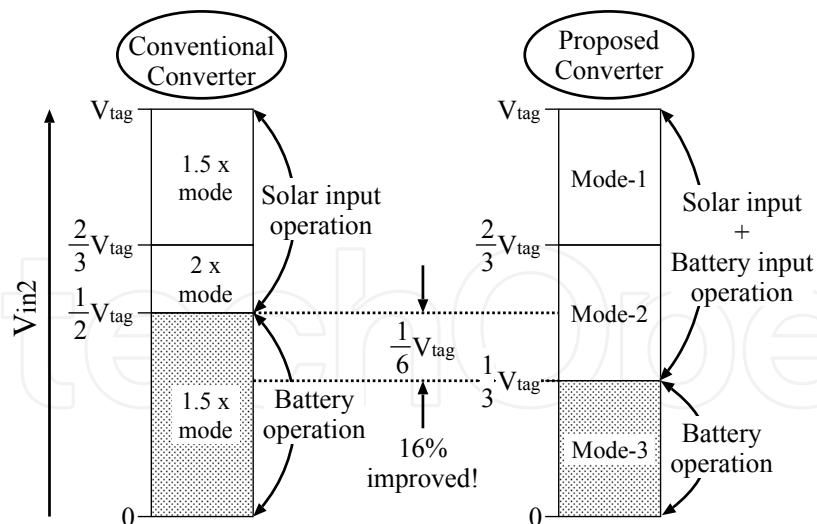 Conventional
Converter
Proposed
Converter
Vin2
Vtag
2/3 Vtag
1/2 Vtag
0
1.5 x
mode
2 x
mode
1.5 x
mode
Solar input
operation
Battery
operation
1/6 Vtag
16%
improved!
Vtag
2/3 Vtag
1/3 Vtag
0
Mode-1
Mode-2
Mode-3
Solar input
+
Battery input
operation
Battery
operation
techOpe